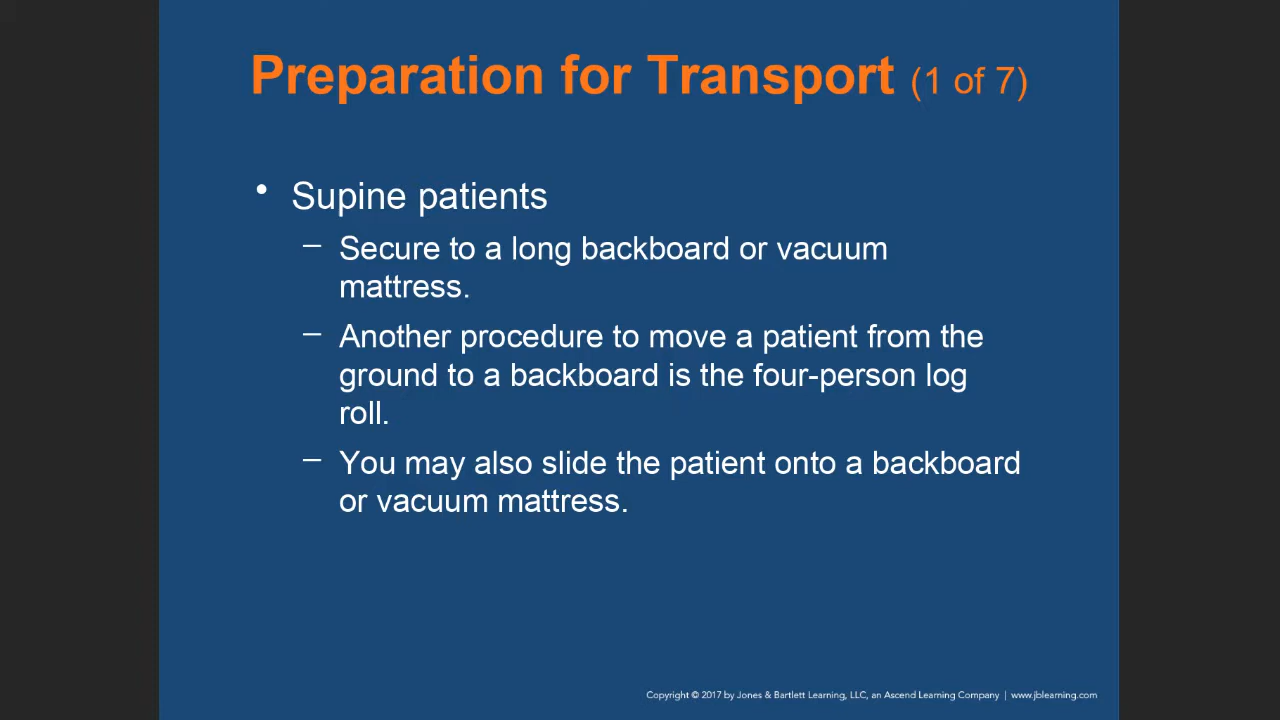 Preparation for Transport (1 of 7)
• Supine patients
– Secure to a long backboard or vacuum
mattress.
– Another procedure to move a patient from the
ground to a backboard is the four-person log
roll.
– You may also slide the patient onto a backboard
or vacuum mattress.
Copyright © 2017 by Jones & Bartlett Learning, LLC, an Ascend Learning Company | www.jblearning.com